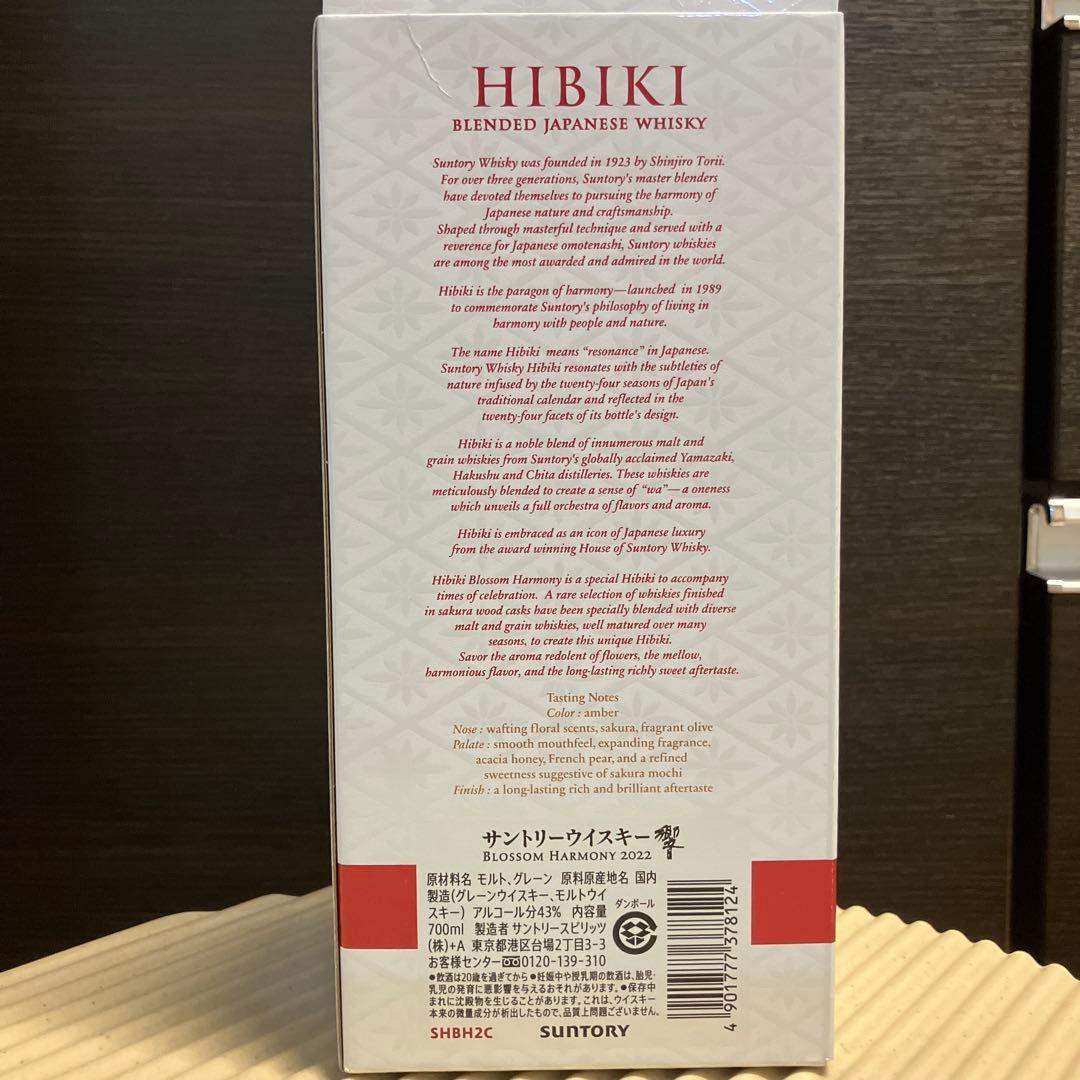 HIBIKI
BLENDED JAPANESE WHISKY
Suntory Whisky was founded in 1923 by Shinjiro Torii.
For over three generations, Suntory's master blenders
have devoted themselves to pursuing the harmony of
Japanese nature and craftsmanship.
Shaped through masterful technique and served with a
reverence for Japanese omotenashi, Suntory whiskies
are among the most awarded and admired in the world.
Hibiki is the paragon of harmony—launched in 1989
to commemorate Suntory's philosophy of living in
harmony with people and nature.
The name Hibiki means “resonance” in Japanese.
Suntory Whisky Hibiki resonates with the subtleties of
nature infused by the twenty-four seasons of Japan's
traditional calendar and reflected in the
twenty-four facets of its bottle's design.
Hibiki is a noble blend of innumerous malt and
grain whiskies from Suntory's globally acclaimed Yamazaki,
Hakushu and Chita distilleries. These whiskies are
meticulously blended to create a sense of “wa”—a oneness
which unveils a full orchestra of flavors and aroma.
Hibiki is embraced as an icon of Japanese luxury
from the award winning House of Suntory Whisky.
Hibiki Blossom Harmony is a special Hibiki to accompany
times of celebration. A rare selection of whiskies finished
in sakura wood casks have been specially blended with diverse
malt and grain whiskies, well matured over many
seasons, to create this unique Hibiki.
Savor the aroma redolent of flowers, the mellow,
harmonious flavor, and the long-lasting richly sweet aftertaste.
Tasting Notes
Color : amber
Nose : wafting floral scents, sakura, fragrant olive
Palate : smooth mouthfeel, expanding fragrance,
acacia honey, French pear, and a refined
sweetness suggestive of sakura mochi
Finish : a long-lasting rich and brilliant aftertaste
サントリーウイスキー 響
BLOSSOM HARMONY 2022
原材料名 モルト、グレーン 原料原産地名 国内
製造(グレーンウイスキー、モルトウイ
スキー) アルコール分43% 内容量
700ml 製造者 サントリースピリッツ
(株)+A 東京都港区台場2丁目3-3
お客様センター 0120-139-310
●飲酒は20歳を過ぎてから ●妊娠中や授乳期の飲酒は、胎児・
乳児の発育に悪影響を与えるおそれがあります。●保存中
まれに沈殿物を生じることがあります。これは、ウイスキー
本来の微量成分が析出したもので、品質上問題ございません。
SHBH2C SUNTORY
ダンボール
4 901777 378124